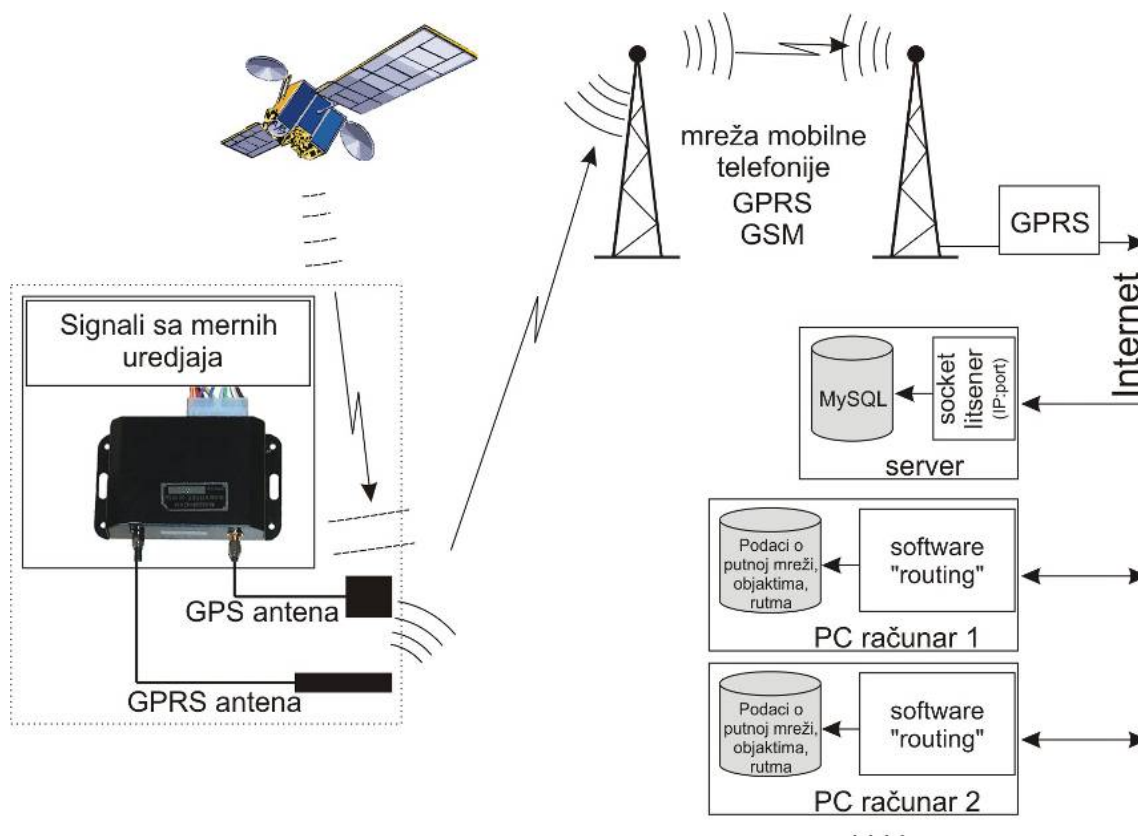 mreža mobilne
telefonije
GPRS
GSM
GPRS
Internet
Signali sa mernih
uredjaja
GPS antena
GPRS antena
MySQL
socket
litsener
(IP:port)
server
Podaci o
putnoj mreži,
objaktima,
rutma
software
"routing"
PC računar 1
Podaci o
putnoj mreži,
objaktima,
rutma
software
"routing"
PC računar 2